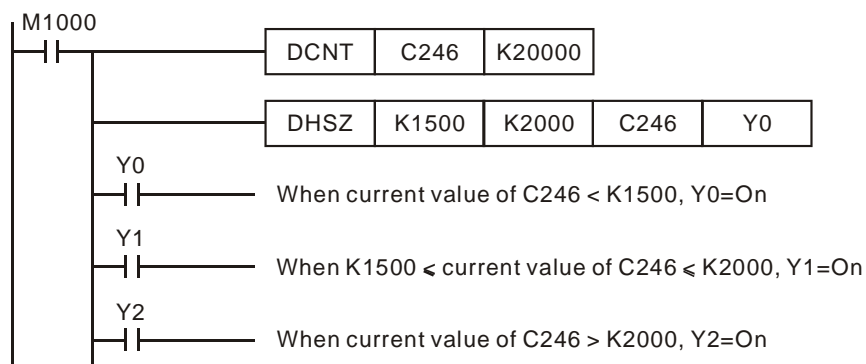 M1000
DCNT C246 K20000
DHSZ K1500 K2000 C246 Y0
Y0
When current value of C246 < K1500, Y0=On
Y1
When K1500 ⩽ current value of C246 ⩽ K2000, Y1=On
Y2
When current value of C246 > K2000, Y2=On